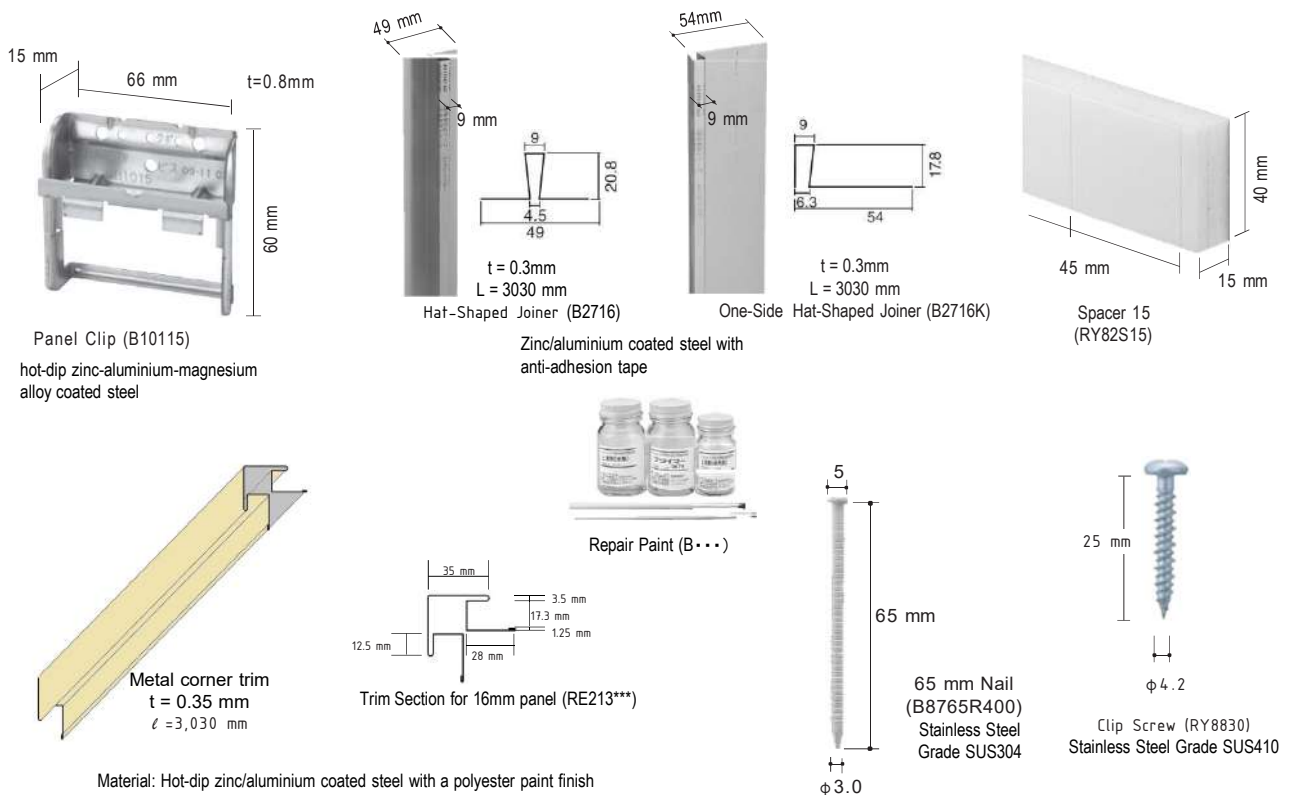 15 mm
66 mm
t=0.8mm
60 mm
B1015
Panel Clip (B10115)
hot-dip zinc-aluminium-magnesium
alloy coated steel
49 mm
9 mm
9
20.8
4.5
49
t = 0.3mm
L = 3030 mm
Hat-Shaped Joiner (B2716)
54mm
9 mm
9
17.8
6.3
54
t = 0.3mm
L = 3030 mm
One-Side Hat-Shaped Joiner (B2716K)
Zinc/aluminium coated steel with
anti-adhesion tape
40 mm
45 mm
15 mm
Spacer 15
(RY82S15)
Metal corner trim
t = 0.35 mm
ℓ =3,030 mm
Repair Paint (B・・・)
35 mm
3.5 mm
17.3 mm
1.25 mm
12.5 mm
28 mm
Trim Section for 16mm panel (RE213***)
Material: Hot-dip zinc/aluminium coated steel with a polyester paint finish
5
65 mm
65 mm Nail
(B8765R400)
Stainless Steel
Grade SUS304
φ3.0
25 mm
φ4.2
Clip Screw (RY8830)
Stainless Steel Grade SUS410